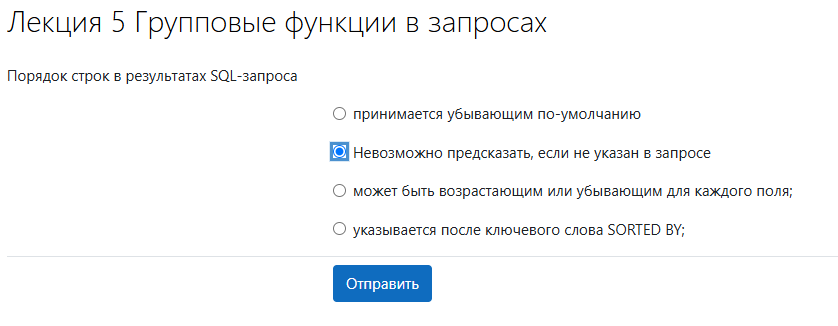 Лекция 5 Групповые функции в запросах
Порядок строк в результатах SQL-запроса
принимается убывающим по-умолчанию
Невозможно предсказать, если не указан в запросе
может быть возрастающим или убывающим для каждого поля;
указывается после ключевого слова SORTED BY;
Отправить